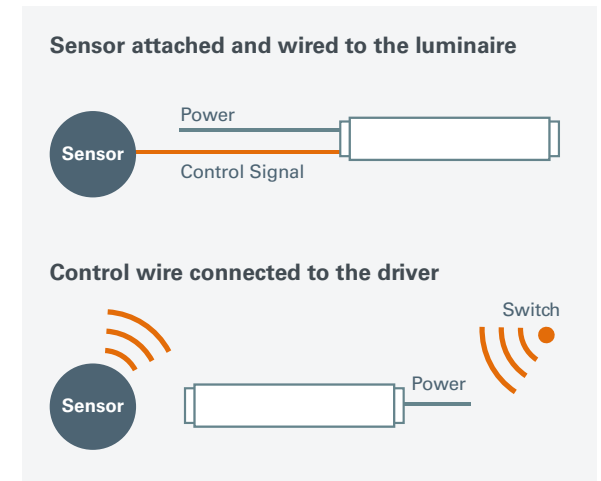 Sensor attached and wired to the luminaire
Power
Sensor
Control Signal
Control wire connected to the driver
Switch
Power
Sensor